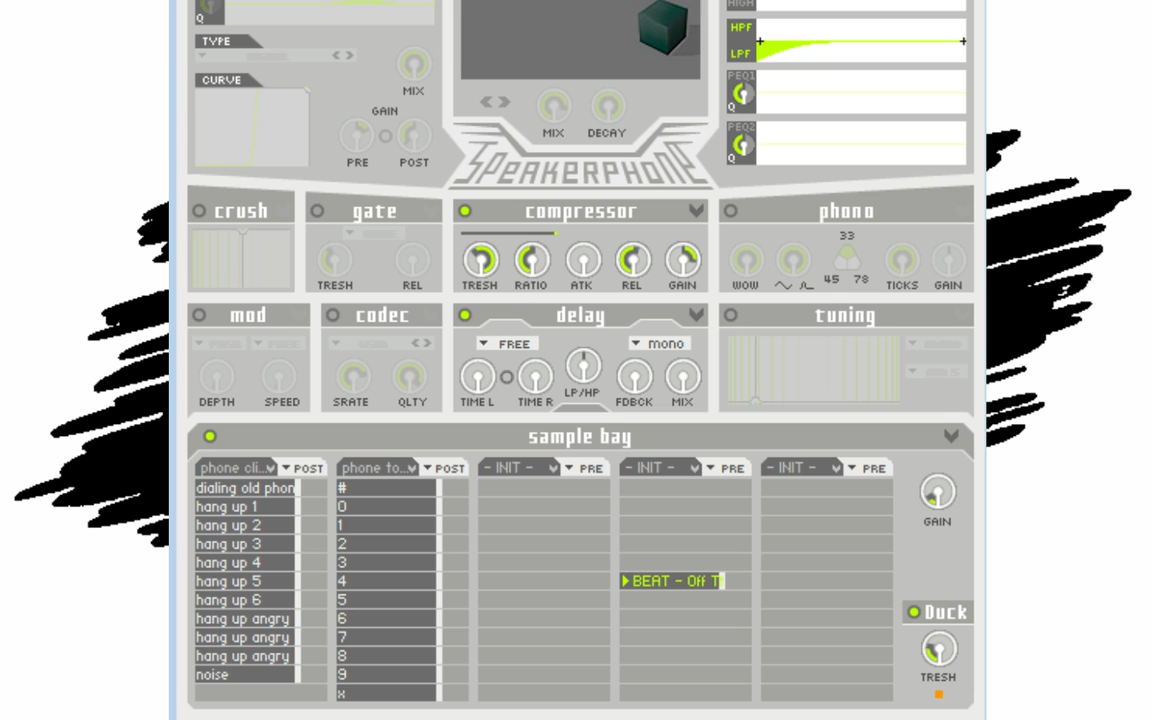 HIGH
Q
HPF
LPF
TYPE
CURVE
MIX
GAIN
PRE
POST
MIX
DECAY
SPEAKERPHONE
PEQ1
Q
PEQ2
Q
crush
gate
compressor
phono
TRESH
REL
TRESH
RATIO
ATK
REL
GAIN
33
45
78
WOW
TICKS
GAIN
mod
codec
delay
tuning
FREE
mono
DEPTH
SPEED
SRATE
QLTY
TIME L
TIME R
LP/HP
FDBCK
MIX
sample bay
phone cli... POST
phone to... POST
- INIT - PRE
- INIT - PRE
- INIT - PRE
dialing old phon
hang up 1
hang up 2
hang up 3
hang up 4
hang up 5
hang up 6
hang up angry
hang up angry
hang up angry
noise
#
0
1
2
3
4
5
6
7
8
9
x
BEAT - Off T
GAIN
Duck
TRESH